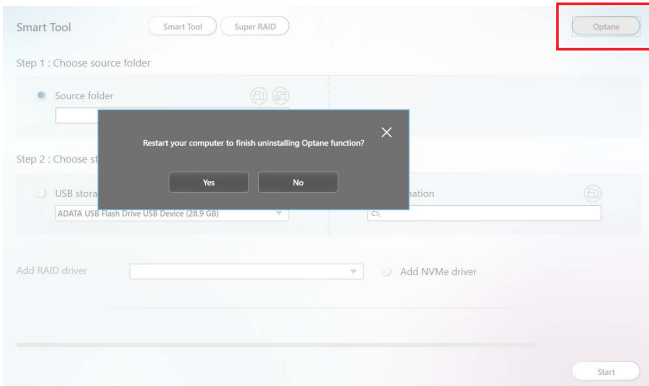 Smart Tool
Smart Tool
Super RAID
Optane
Step 1 : Choose source folder
Source folder
Restart your computer to finish uninstalling Optane function?
Yes
No
Step 2 : Choose st
USB stora
ation
ADATA USB Flash Drive USB Device (28.9 GB)
C:\
Add RAID driver
Add NVMe driver
Start